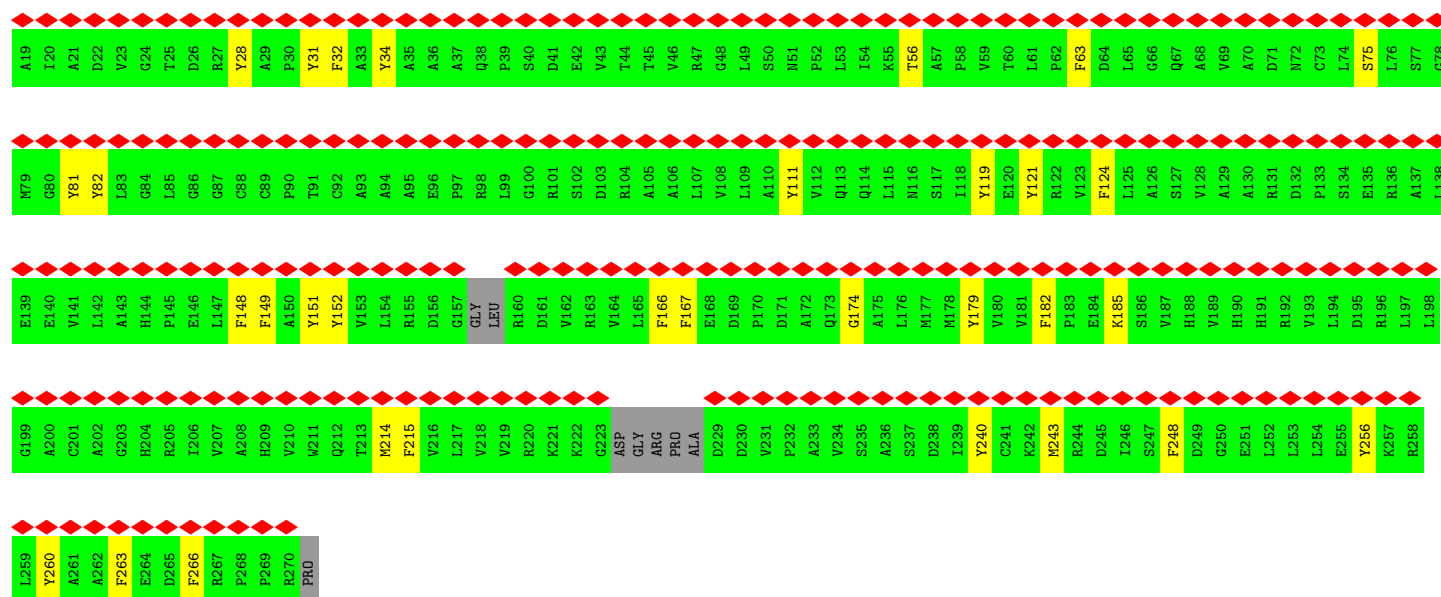 A19 I20 A21 D22 V23 G24 T25 D26 R27 Y28 A29 P30 Y31 F32 A33 Y34 A35 A36 A37 Q38 P39 S40 D41 E42 V43 T44 T45 V46 R47 G48 L49 S50 N51 P52 L53 I54 K55 T56 A57 P58 V59 T60 L61 P62 F63 D64 L65 G66 Q67 A68 V69 A70 D71 N72 C73 L74 S75 L76 S77 G78
M79 G80 Y81 Y82 L83 G84 L85 G86 G87 C88 C89 P90 T91 C92 A93 A94 A95 E96 P97 R98 L99 G100 R101 S102 D103 R104 A105 A106 L107 V108 L109 A110 Y111 V112 Q113 Q114 L115 N116 S117 I118 Y119 E120 Y121 R122 V123 F124 L125 A126 S127 V128 A129 A130 R131 D132 P133 S134 E135 R136 A137 L138
E139 E140 V141 L142 A143 H144 P145 E146 L147 F148 F149 A150 Y151 Y152 V153 L154 R155 D156 G157 GLY LEU R160 D161 V162 R163 V164 L165 F166 F167 E168 D169 P170 D171 A172 Q173 G174 A175 L176 M177 M178 Y179 V180 V181 F182 P183 E184 K185 S186 V187 H188 V189 H190 H191 R192 V193 L194 D195 R196 L197 L198
G199 A200 C201 A202 G203 H204 R205 I206 V207 A208 H209 V210 W211 Q212 T213 M214 F215 V216 L217 V218 V219 R220 K221 K222 G223 ASP GLY ARG PRO ALA D229 D230 V231 P232 A233 V234 S235 A236 S237 D238 I239 Y240 C241 K242 M243 R244 D245 I246 S247 F248 D249 G250 E251 L252 L253 L254 E255 Y256 K257 R258
L259 Y260 A261 A262 F263 E264 D265 F266 R267 P268 P269 R270 PRO